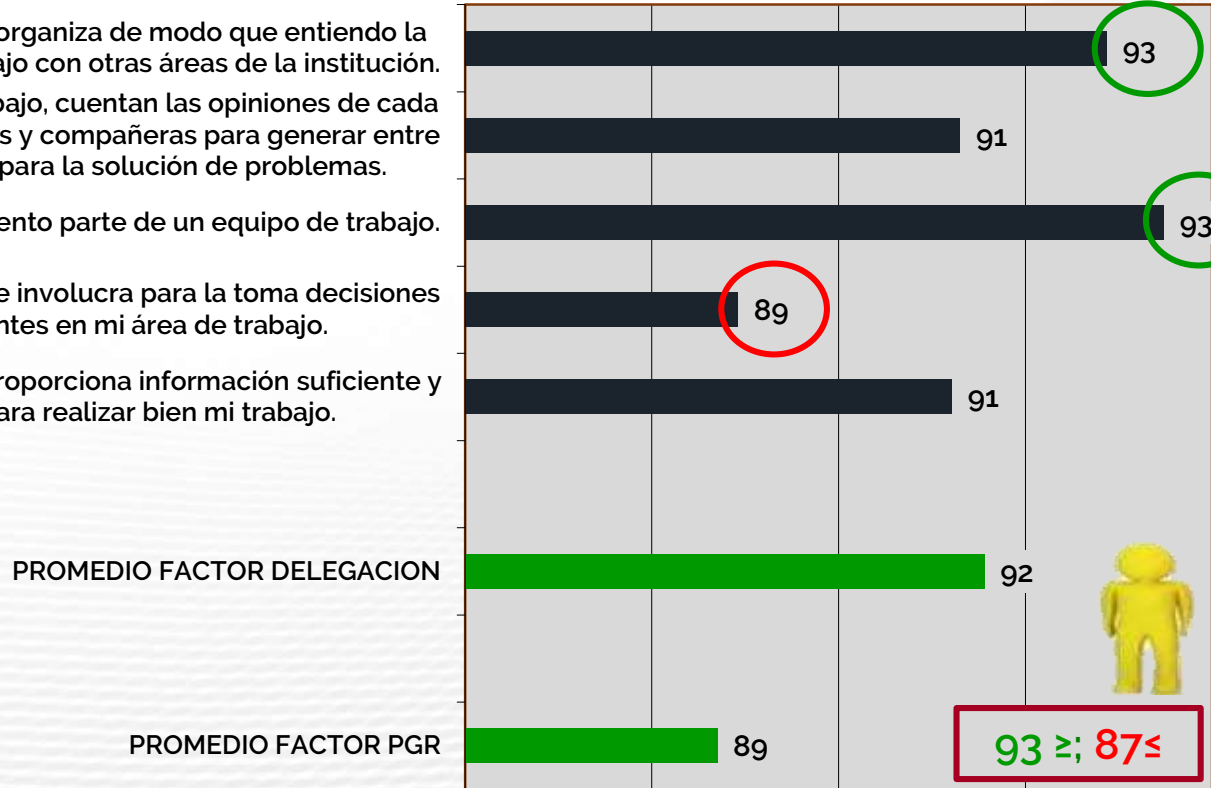 organiza de modo que entiendo la
ajo con otras áreas de la institución.
93
bajo, cuentan las opiniones de cada
s y compañeras para generar entre
para la solución de problemas.
91
ento parte de un equipo de trabajo.
93
e involucra para la toma decisiones
ntes en mi área de trabajo.
89
roporciona información suficiente y
ara realizar bien mi trabajo.
91
PROMEDIO FACTOR DELEGACION
92
PROMEDIO FACTOR PGR
89
93 ≥; 87≤